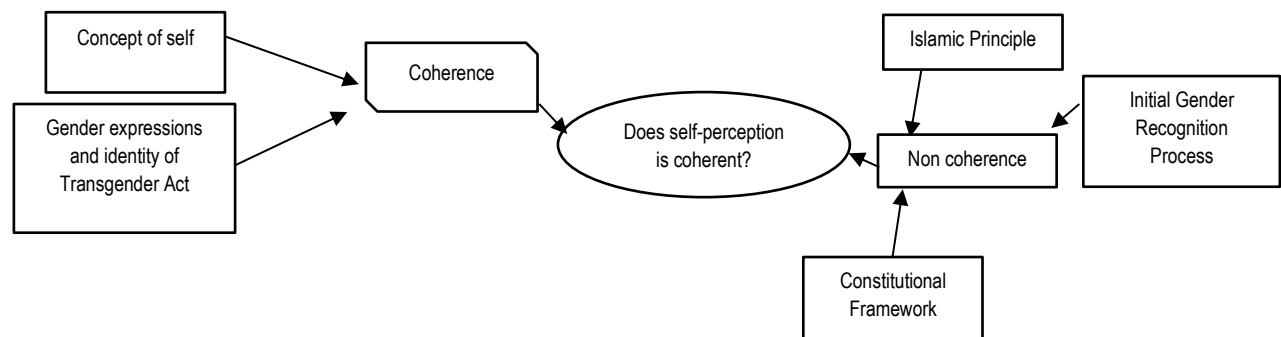 Concept of self
Gender expressions
and identity of
Transgender Act
Coherence
Does self-perception
is coherent?
Islamic Principle
Non coherence
Initial Gender
Recognition
Process
Constitutional
Framework